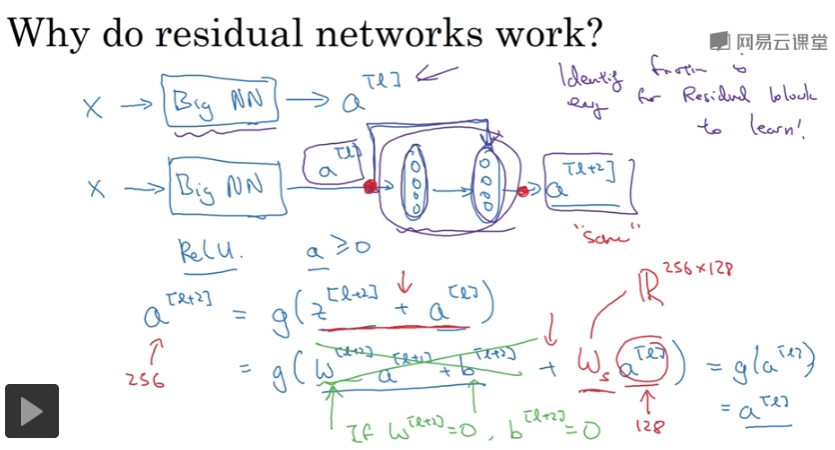 Why do residual networks work?
网易云课堂
X → Big NN → a^[l]
Identity function is
easy for Residual block
to learn!
X → Big NN → a^[l] → a^[l+2]
"same"
ReLU. a ≥ 0
ℝ^256×128
a^[l+2] = g(z^[l+2] + a^[l])
256
= g(W^[l+2] a^[l+1] + b^[l+2] + W_s a^[l]) = g(a^[l])
= a^[l]
If W^[l+2] = 0, b^[l+2] = 0
128